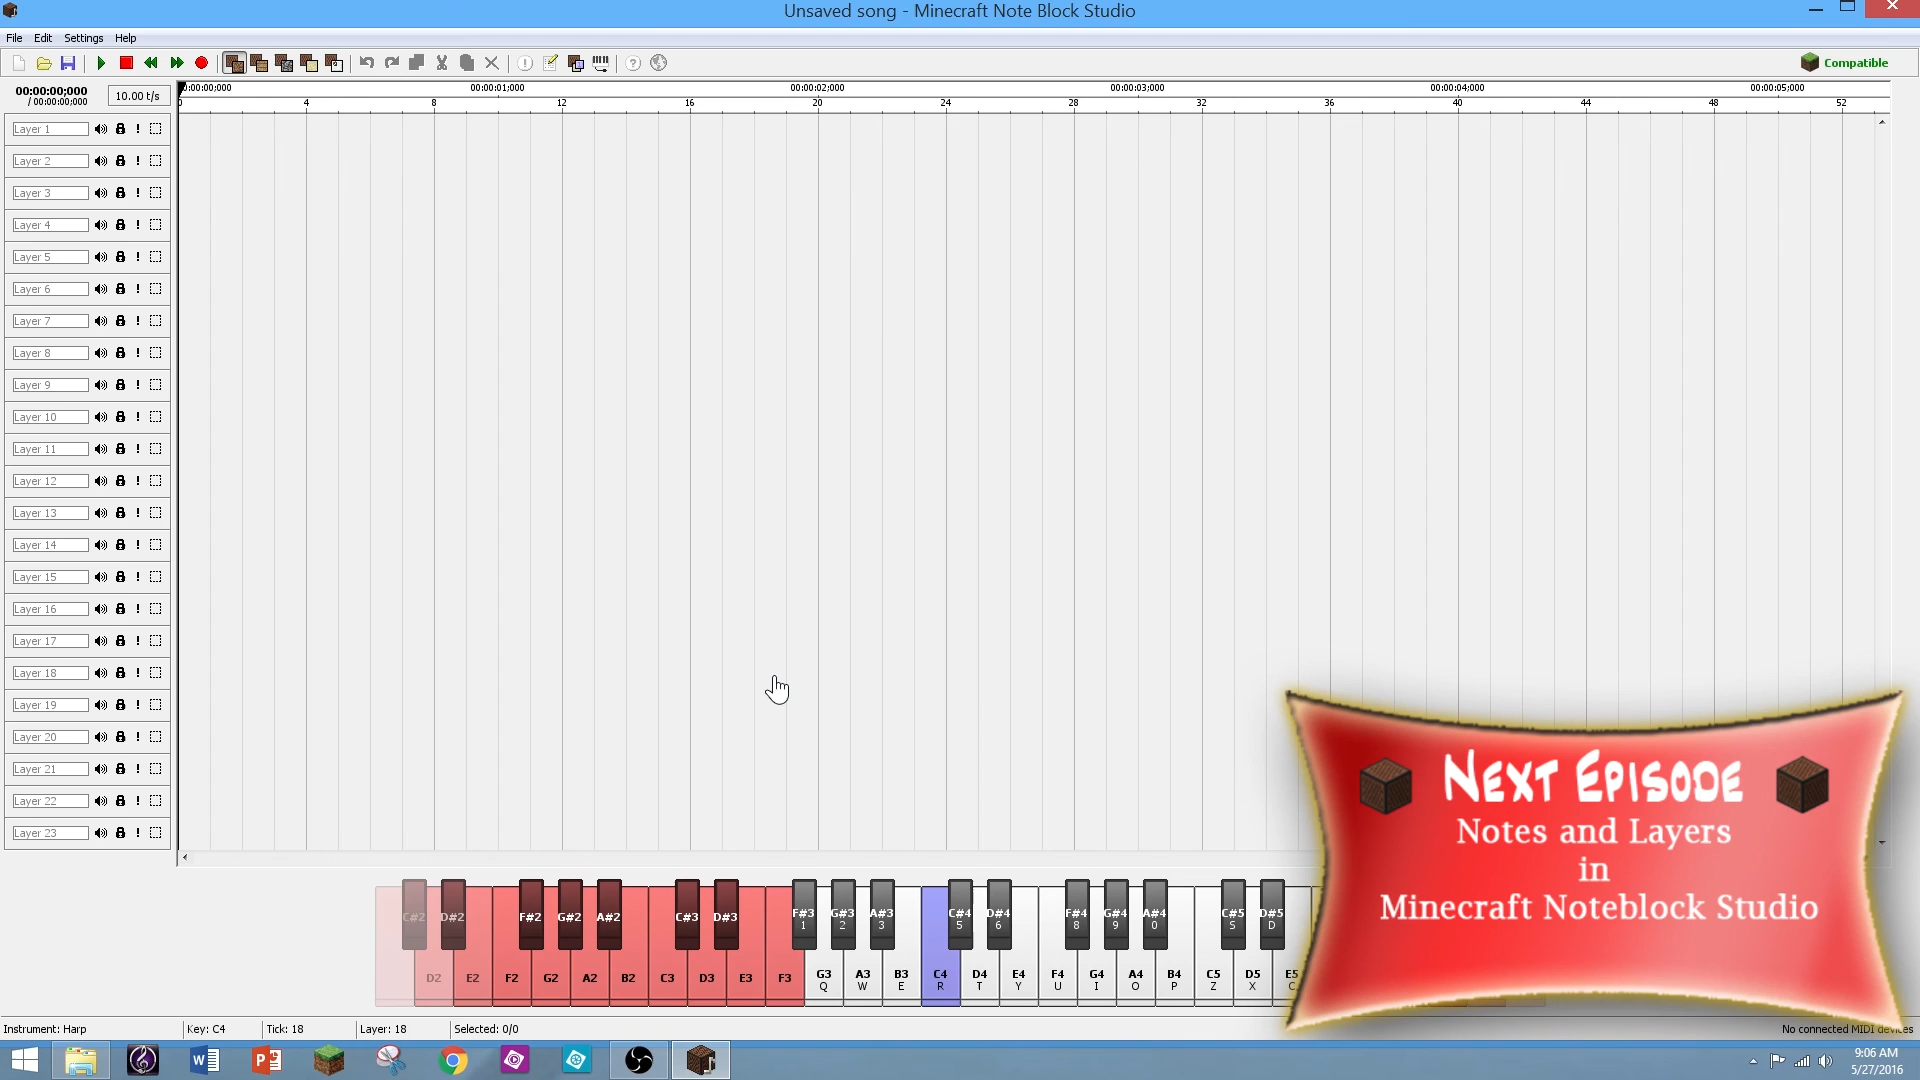 Unsaved song - Minecraft Note Block Studio
File Edit Settings Help
Compatible
00:00:00;000
/ 00:00:00;000
10.00 t/s
0:00:00;000 00:00:01;000 00:00:02;000 00:00:03;000 00:00:04;000 00:00:05;000
0 4 8 12 16 20 24 28 32 36 40 44 48 52
Layer 1
Layer 2
Layer 3
Layer 4
Layer 5
Layer 6
Layer 7
Layer 8
Layer 9
Layer 10
Layer 11
Layer 12
Layer 13
Layer 14
Layer 15
Layer 16
Layer 17
Layer 18
Layer 19
Layer 20
Layer 21
Layer 22
Layer 23
Next Episode
Notes and Layers
in
Minecraft Noteblock Studio
C#2 D#2 F#2 G#2 A#2 C#3 D#3 F#3 G#3 A#3 C#4 D#4 F#4 G#4 A#4 C#5 D#5
1 2 3 5 6 8 9 0 S D
D2 E2 F2 G2 A2 B2 C3 D3 E3 F3 G3 A3 B3 C4 D4 E4 F4 G4 A4 B4 C5 D5 E5
Q W E R T Y U I O P Z X C
Instrument: Harp Key: C4 Tick: 18 Layer: 18 Selected: 0/0 No connected MIDI devices
9:06 AM
5/27/2016